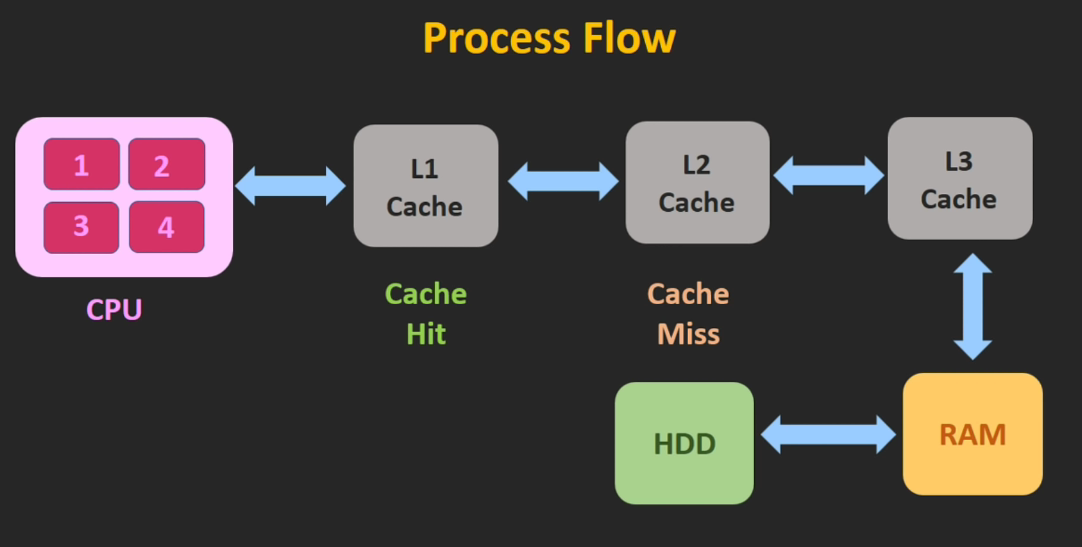 Process Flow
1 2
3 4
CPU
L1
Cache
L2
Cache
L3
Cache
Cache
Hit
Cache
Miss
HDD
RAM